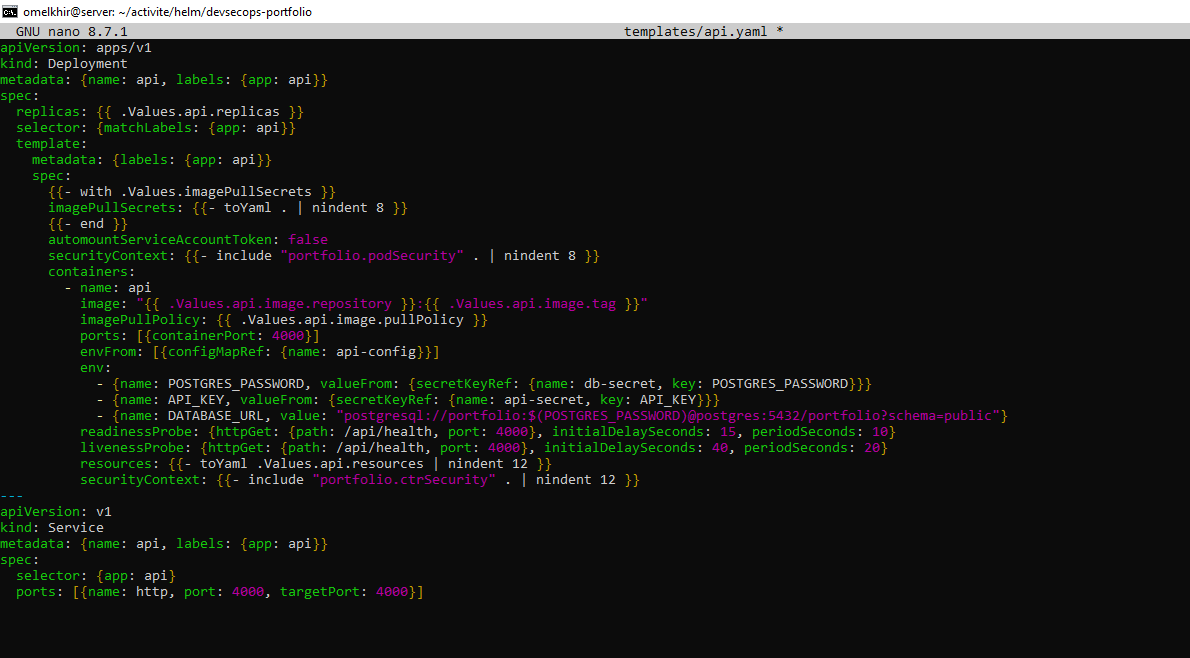 omelkhir@server: ~/activite/helm/devsecops-portfolio
GNU nano 8.7.1 templates/api.yaml *
apiVersion: apps/v1
kind: Deployment
metadata: {name: api, labels: {app: api}}
spec:
  replicas: {{ .Values.api.replicas }}
  selector: {matchLabels: {app: api}}
  template:
    metadata: {labels: {app: api}}
    spec:
      {{- with .Values.imagePullSecrets }}
      imagePullSecrets: {{- toYaml . | nindent 8 }}
      {{- end }}
      automountServiceAccountToken: false
      securityContext: {{- include "portfolio.podSecurity" . | nindent 8 }}
      containers:
        - name: api
          image: "{{ .Values.api.image.repository }}:{{ .Values.api.image.tag }}"
          imagePullPolicy: {{ .Values.api.image.pullPolicy }}
          ports: [{containerPort: 4000}]
          envFrom: [{configMapRef: {name: api-config}}]
          env:
            - {name: POSTGRES_PASSWORD, valueFrom: {secretKeyRef: {name: db-secret, key: POSTGRES_PASSWORD}}}
            - {name: API_KEY, valueFrom: {secretKeyRef: {name: api-secret, key: API_KEY}}}
            - {name: DATABASE_URL, value: "postgresql://portfolio:$(POSTGRES_PASSWORD)@postgres:5432/portfolio?schema=public"}
          readinessProbe: {httpGet: {path: /api/health, port: 4000}, initialDelaySeconds: 15, periodSeconds: 10}
          livenessProbe: {httpGet: {path: /api/health, port: 4000}, initialDelaySeconds: 40, periodSeconds: 20}
          resources: {{- toYaml .Values.api.resources | nindent 12 }}
          securityContext: {{- include "portfolio.ctrSecurity" . | nindent 12 }}
---
apiVersion: v1
kind: Service
metadata: {name: api, labels: {app: api}}
spec:
  selector: {app: api}
  ports: [{name: http, port: 4000, targetPort: 4000}]